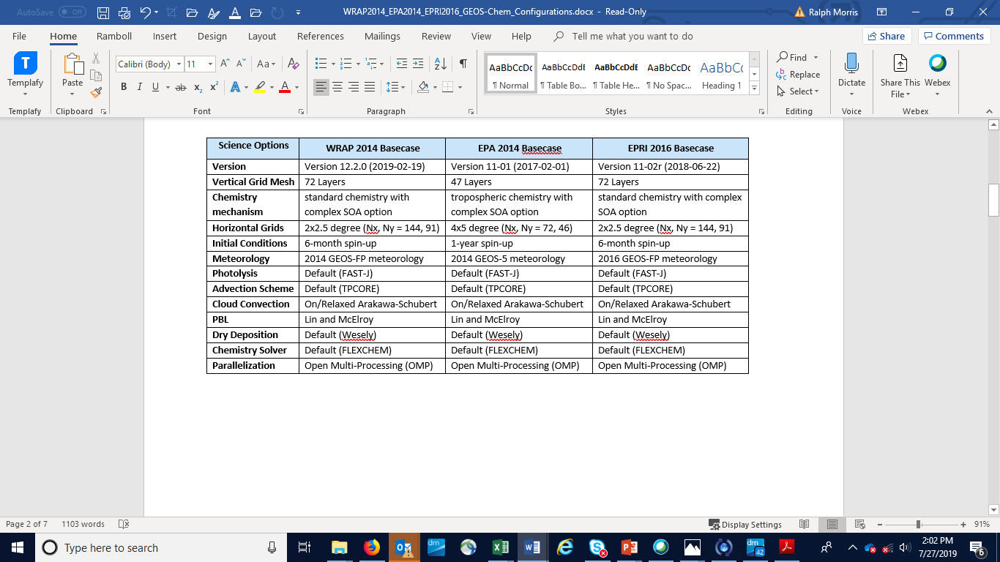 AutoSave Off WRAP2014_EPA2014_EPRI2016_GEOS-Chem_Configurations.docx - Read-Only Ralph Morris
File Home Ramboll Insert Design Layout References Mailings Review View Help Tell me what you want to do Share Comments
Templafy Paste Calibri (Body) 11 Aa AaBbCcDc AaBbCcDdE AaBbCcDdE AaBbCcDc AaBbCc Find Replace Select Dictate Share This File Webex
¶ Normal ¶ Table Bo... ¶ Table He... ¶ No Spac... Heading 1
Templafy Clipboard Font Paragraph Styles Editing Voice Webex
Science Options WRAP 2014 Basecase EPA 2014 Basecase EPRI 2016 Basecase
Version Version 12.2.0 (2019-02-19) Version 11-01 (2017-02-01) Version 11-02r (2018-06-22)
Vertical Grid Mesh 72 Layers 47 Layers 72 Layers
Chemistry standard chemistry with tropospheric chemistry with standard chemistry with complex
mechanism complex SOA option complex SOA option SOA option
Horizontal Grids 2x2.5 degree (Nx, Ny = 144, 91) 4x5 degree (Nx, Ny = 72, 46) 2x2.5 degree (Nx, Ny = 144, 91)
Initial Conditions 6-month spin-up 1-year spin-up 6-month spin-up
Meteorology 2014 GEOS-FP meteorology 2014 GEOS-5 meteorology 2016 GEOS-FP meteorology
Photolysis Default (FAST-J) Default (FAST-J) Default (FAST-J)
Advection Scheme Default (TPCORE) Default (TPCORE) Default (TPCORE)
Cloud Convection On/Relaxed Arakawa-Schubert On/Relaxed Arakawa-Schubert On/Relaxed Arakawa-Schubert
PBL Lin and McElroy Lin and McElroy Lin and McElroy
Dry Deposition Default (Wesely) Default (Wesely) Default (Wesely)
Chemistry Solver Default (FLEXCHEM) Default (FLEXCHEM) Default (FLEXCHEM)
Parallelization Open Multi-Processing (OMP) Open Multi-Processing (OMP) Open Multi-Processing (OMP)
Page 2 of 7 1103 words Display Settings 91%
Type here to search 42 2:02 PM
7/27/2019 6